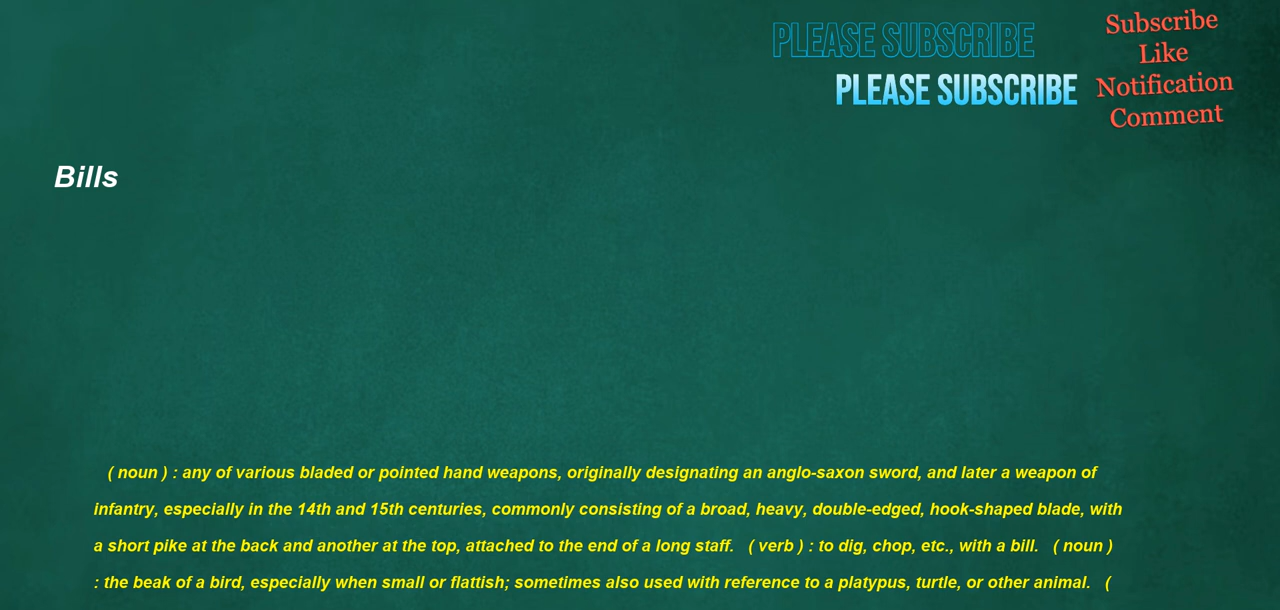 PLEASE SUBSCRIBE
PLEASE SUBSCRIBE
Subscribe
Like
Notification
Comment
Bills
( noun ) : any of various bladed or pointed hand weapons, originally designating an anglo-saxon sword, and later a weapon of
infantry, especially in the 14th and 15th centuries, commonly consisting of a broad, heavy, double-edged, hook-shaped blade, with
a short pike at the back and another at the top, attached to the end of a long staff. ( verb ) : to dig, chop, etc., with a bill. ( noun )
: the beak of a bird, especially when small or flattish; sometimes also used with reference to a platypus, turtle, or other animal. (